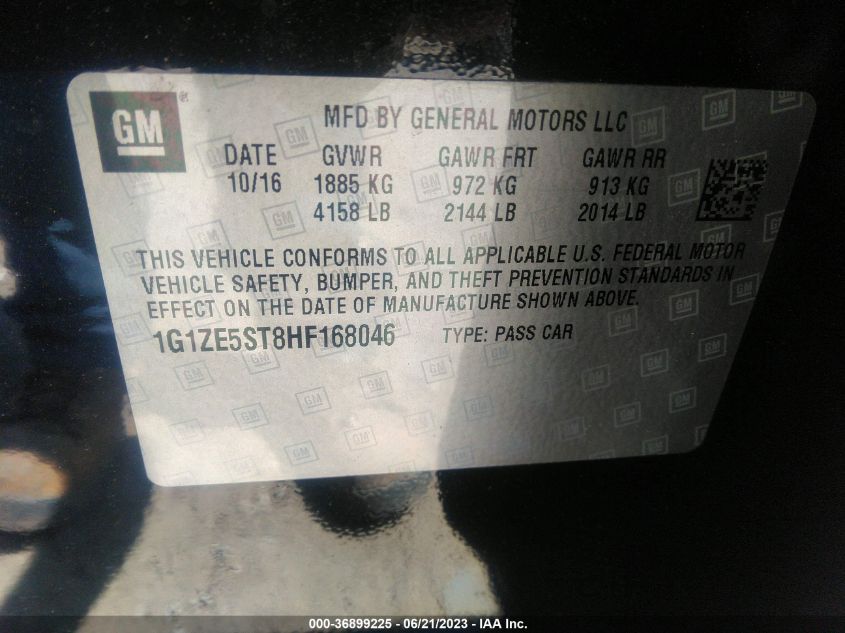 GM ®
MFD BY GENERAL MOTORS LLC
DATE GVWR GAWR FRT GAWR RR
10/16 1885 KG 972 KG 913 KG
4158 LB 2144 LB 2014 LB
THIS VEHICLE CONFORMS TO ALL APPLICABLE U.S. FEDERAL MOTOR
VEHICLE SAFETY, BUMPER, AND THEFT PREVENTION STANDARDS IN
EFFECT ON THE DATE OF MANUFACTURE SHOWN ABOVE.
1G1ZE5ST8HF168046 TYPE: PASS CAR
000-36899225 - 06/21/2023 - IAA Inc.